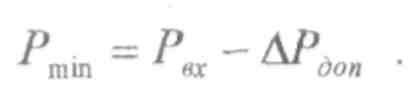 P_min = P_вх − ΔP_доп .